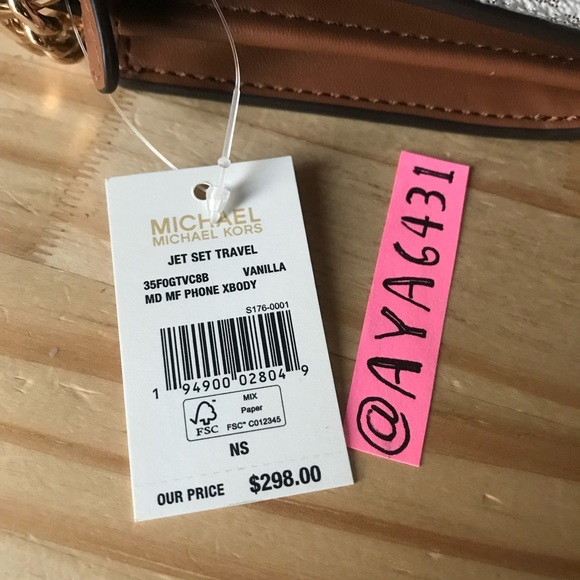 MICHAEL
MICHAEL KORS
JET SET TRAVEL
35F0GTVC8B VANILLA
MD MF PHONE XBODY
S176-0001
1 94900 02804 9
MIX
Paper
FSC
FSC™ C012345
NS
OUR PRICE $298.00
@AYA6431